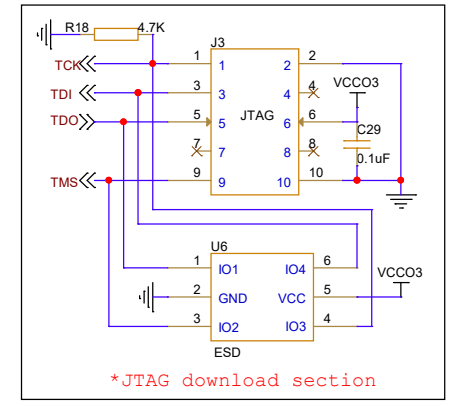 R18 4.7K
J3
TCK 1 1 2 2
TDI 3 3 4 4 VCCO3
TDO 5 5 JTAG 6 6
7 7 8 8 C29
0.1uF
TMS 9 9 10 10
U6
1 IO1 IO4 6
2 GND VCC 5 VCCO3
3 IO2 IO3 4
ESD
*JTAG download section